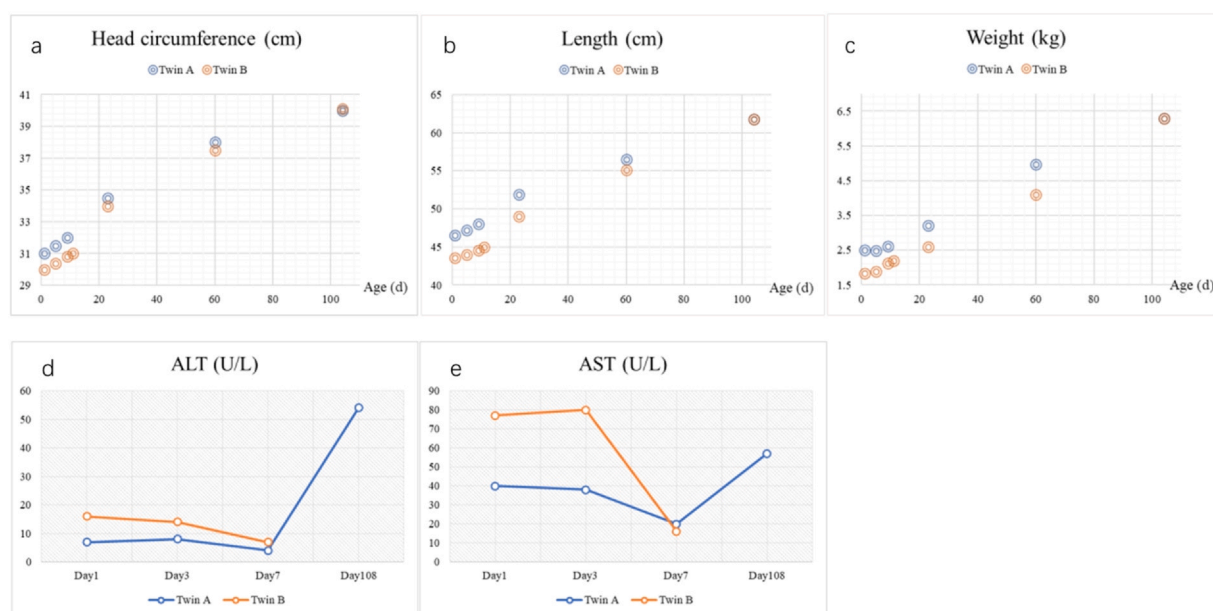 a
Head circumference (cm)
Twin A Twin B
41
39
37
35
33
31
29
0 20 40 60 80 100
Age (d)
b
Length (cm)
Twin A Twin B
65
60
55
50
45
40
0 20 40 60 80 100
Age (d)
c
Weight (kg)
Twin A Twin B
6.5
5.5
4.5
3.5
2.5
1.5
0 20 40 60 80 100
Age (d)
d
ALT (U/L)
60
50
40
30
20
10
0
Day1 Day3 Day7 Day108
Twin A Twin B
e
AST (U/L)
90
80
70
60
50
40
30
20
10
0
Day1 Day3 Day7 Day108
Twin A Twin B